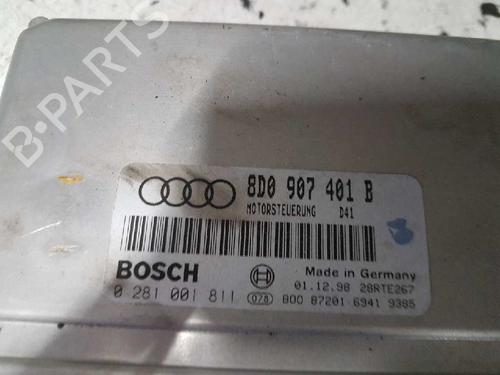 B-PARTS
8D0 907 401 B
MOTORSTEUERUNG D41
BOSCH
Made in Germany
01.12.98 28RTE267
0 281 001 811 078 800 87201 6941 9385
3